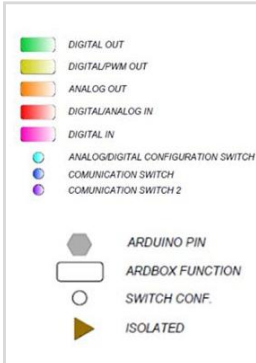 DIGITAL OUT
DIGITAL/PWM OUT
ANALOG OUT
DIGITAL/ANALOG IN
DIGITAL IN
ANALOG/DIGITAL CONFIGURATION SWITCH
COMUNICATION SWITCH
COMUNICATION SWITCH 2
ARDUINO PIN
ARDBOX FUNCTION
SWITCH CONF.
ISOLATED